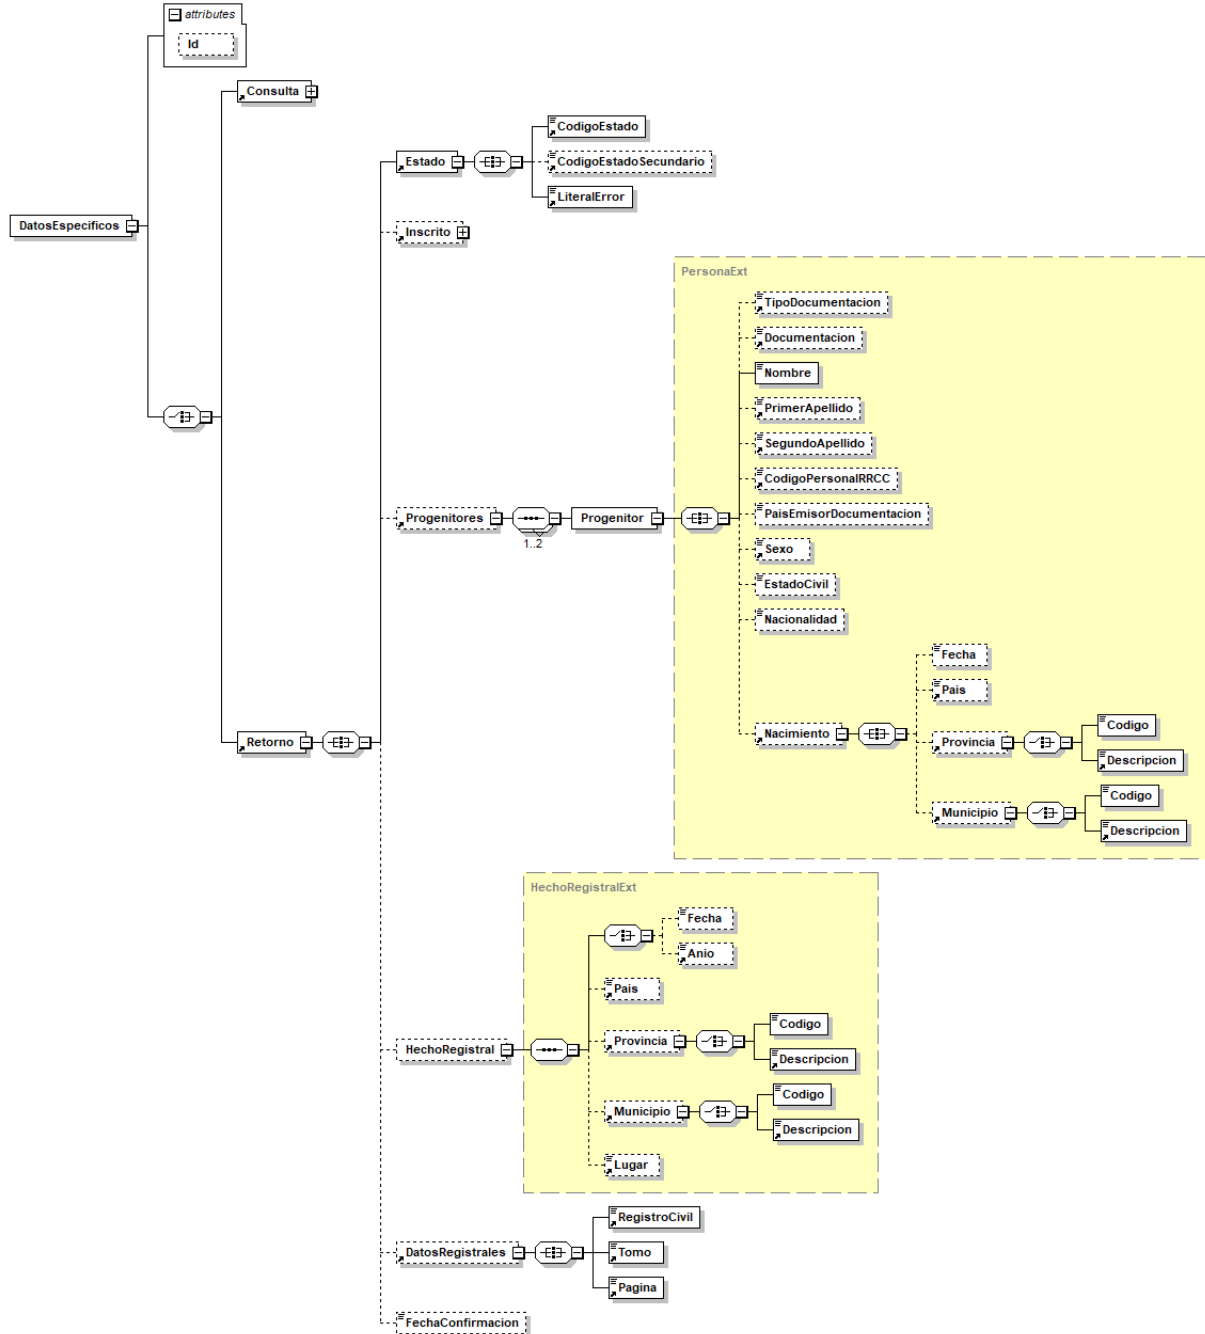 attributes
Id
Consulta
CodigoEstado
Estado
CodigoEstadoSecundario
LiteralError
DatosEspecificos
Inscrito
PersonaExt
TipoDocumentacion
Documentacion
Nombre
PrimerApellido
SegundoApellido
CodigoPersonalRRCC
Progenitores
1..2
Progenitor
PaisEmisorDocumentacion
Sexo
EstadoCivil
Nacionalidad
Fecha
Pais
Retorno
Nacimiento
Provincia
Codigo
Descripcion
Municipio
Codigo
Descripcion
HechoRegistralExt
Fecha
Anio
Pais
HechoRegistral
Provincia
Codigo
Descripcion
Municipio
Codigo
Descripcion
Lugar
RegistroCivil
DatosRegistrales
Tomo
Pagina
FechaConfirmacion